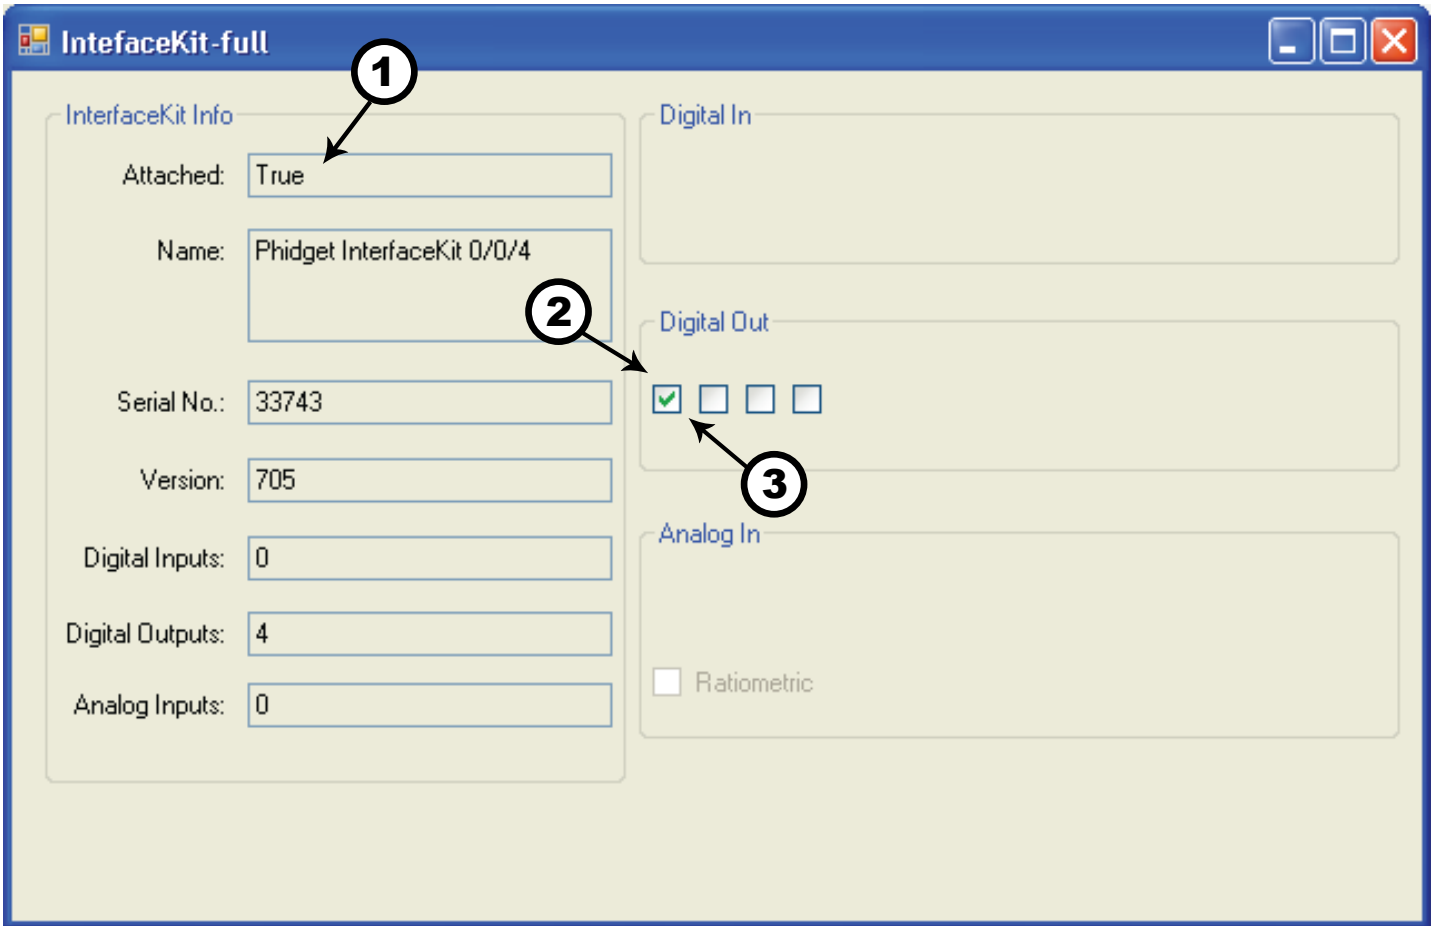 IntefaceKit-full
1
InterfaceKit Info
Attached: True
Name: Phidget InterfaceKit 0/0/4
2
Serial No.: 33743
Version: 705
Digital Inputs: 0
Digital Outputs: 4
Analog Inputs: 0
Digital In
Digital Out
3
Analog In
Ratiometric